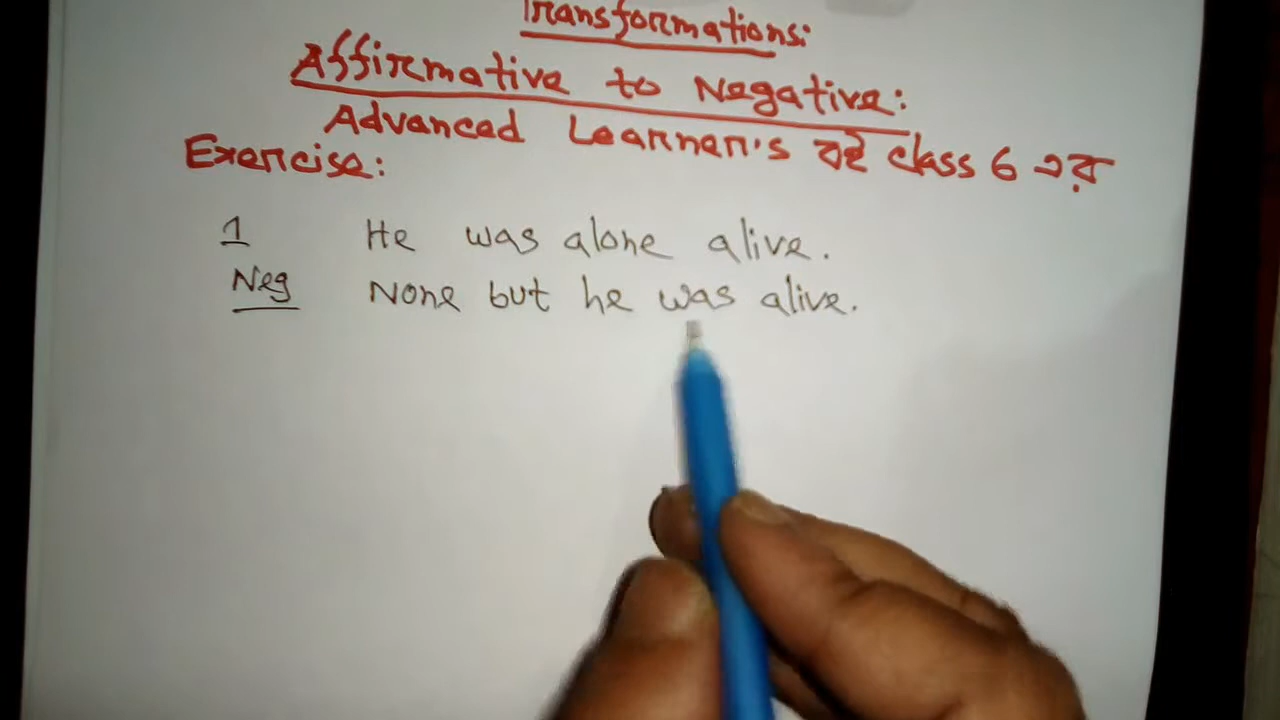 Transformations:
Affirmative to Negative:
Advanced Learner's বই class 6 এর
Exercise:
1 He was alone alive.
Neg None but he was alive.